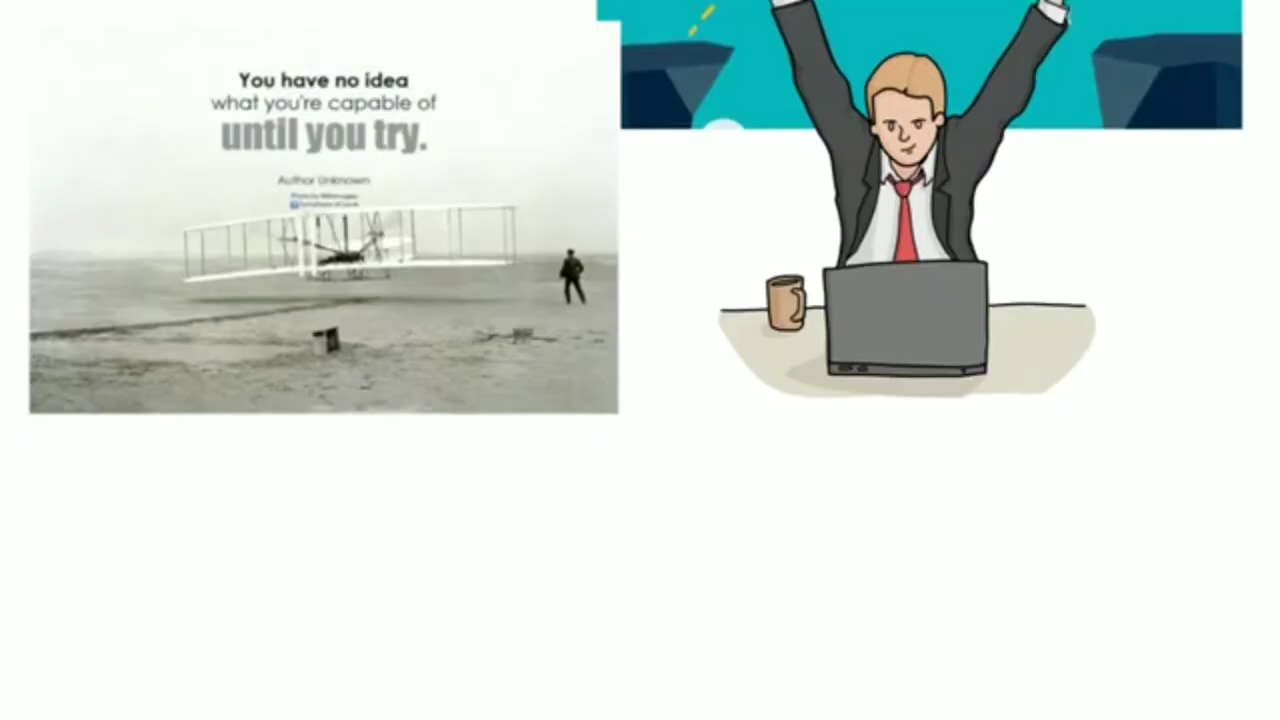 You have no idea
what you're capable of
until you try.
Author Unknown